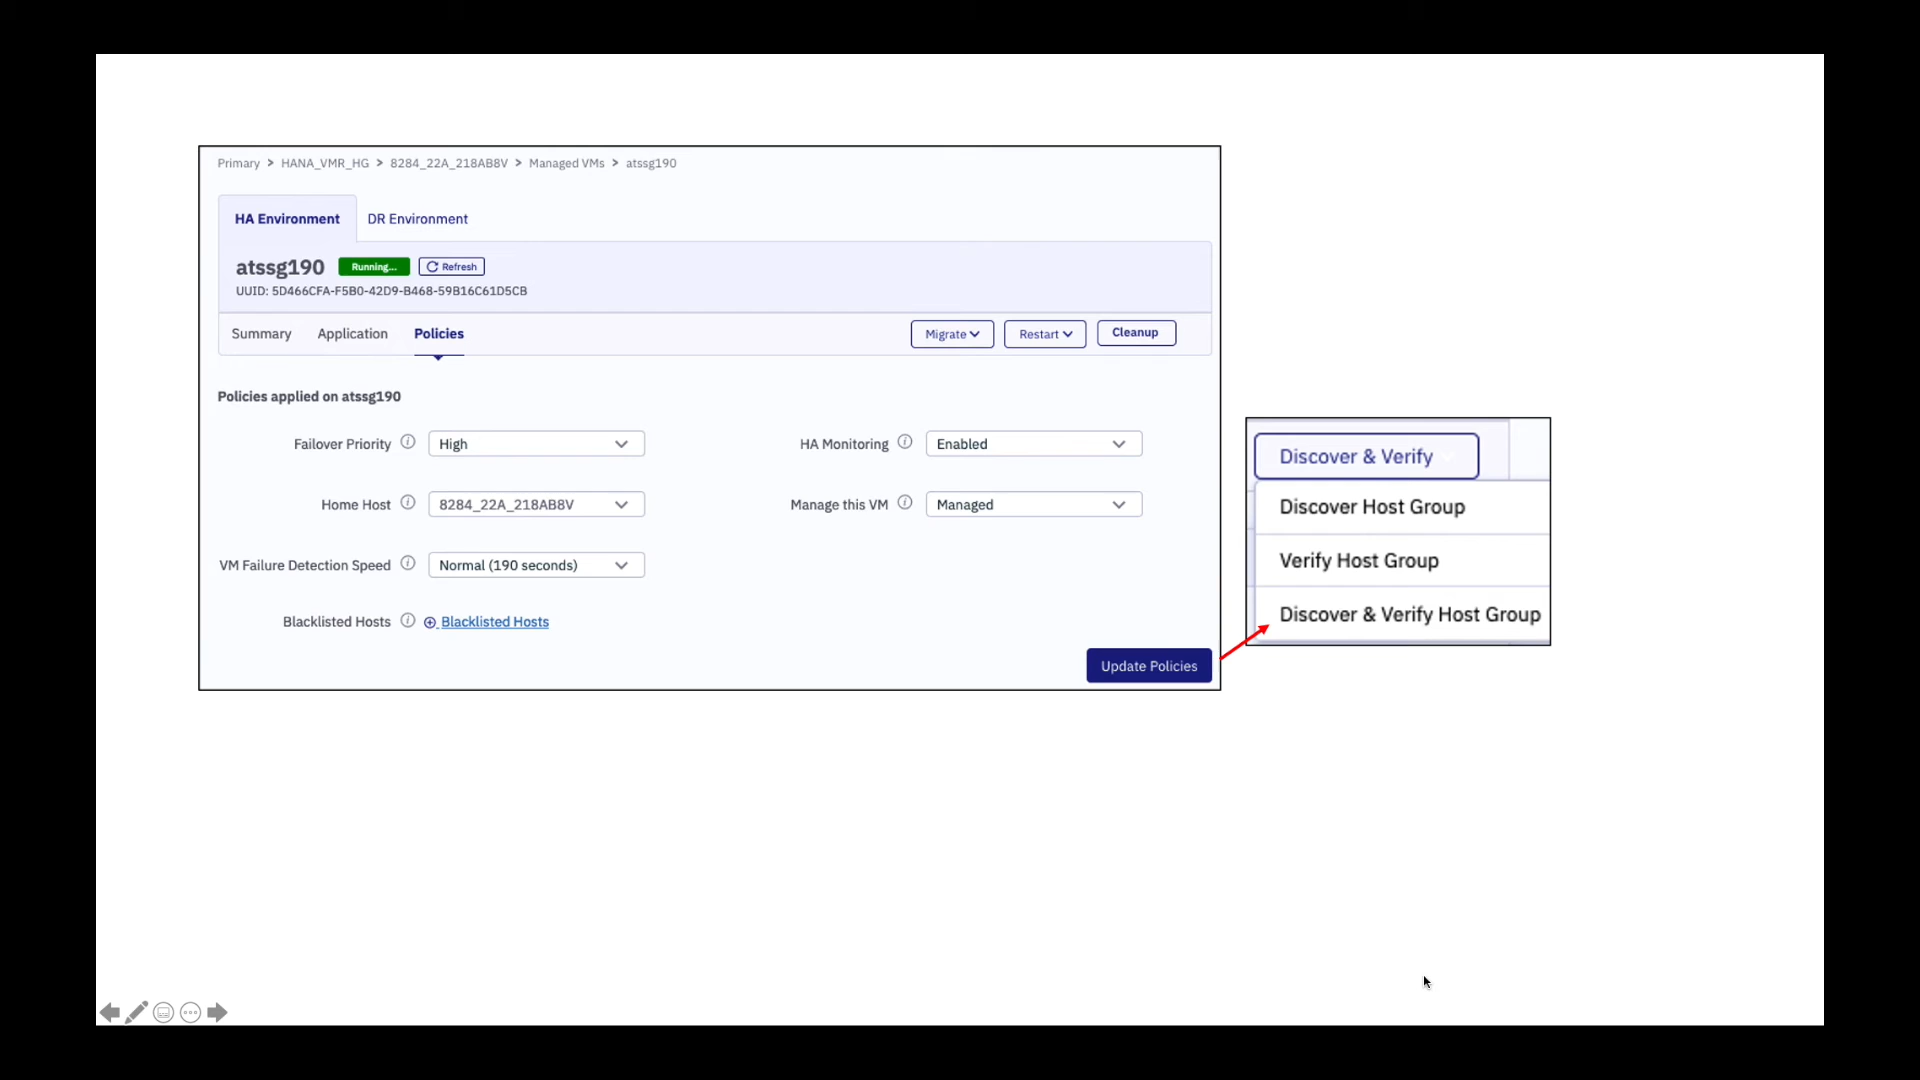 Primary > HANA_VMR_HG > 8284_22A_218AB8V > Managed VMs > atssg190
HA Environment DR Environment
atssg190 Running... Refresh
UUID: 5D466CFA-F5B0-42D9-B468-59B16C61D5CB
Summary Application Policies Migrate Restart Cleanup
Policies applied on atssg190
Failover Priority High HA Monitoring Enabled
Home Host 8284_22A_218AB8V Manage this VM Managed
VM Failure Detection Speed Normal (190 seconds)
Blacklisted Hosts Blacklisted Hosts
Update Policies
Discover & Verify
Discover Host Group
Verify Host Group
Discover & Verify Host Group